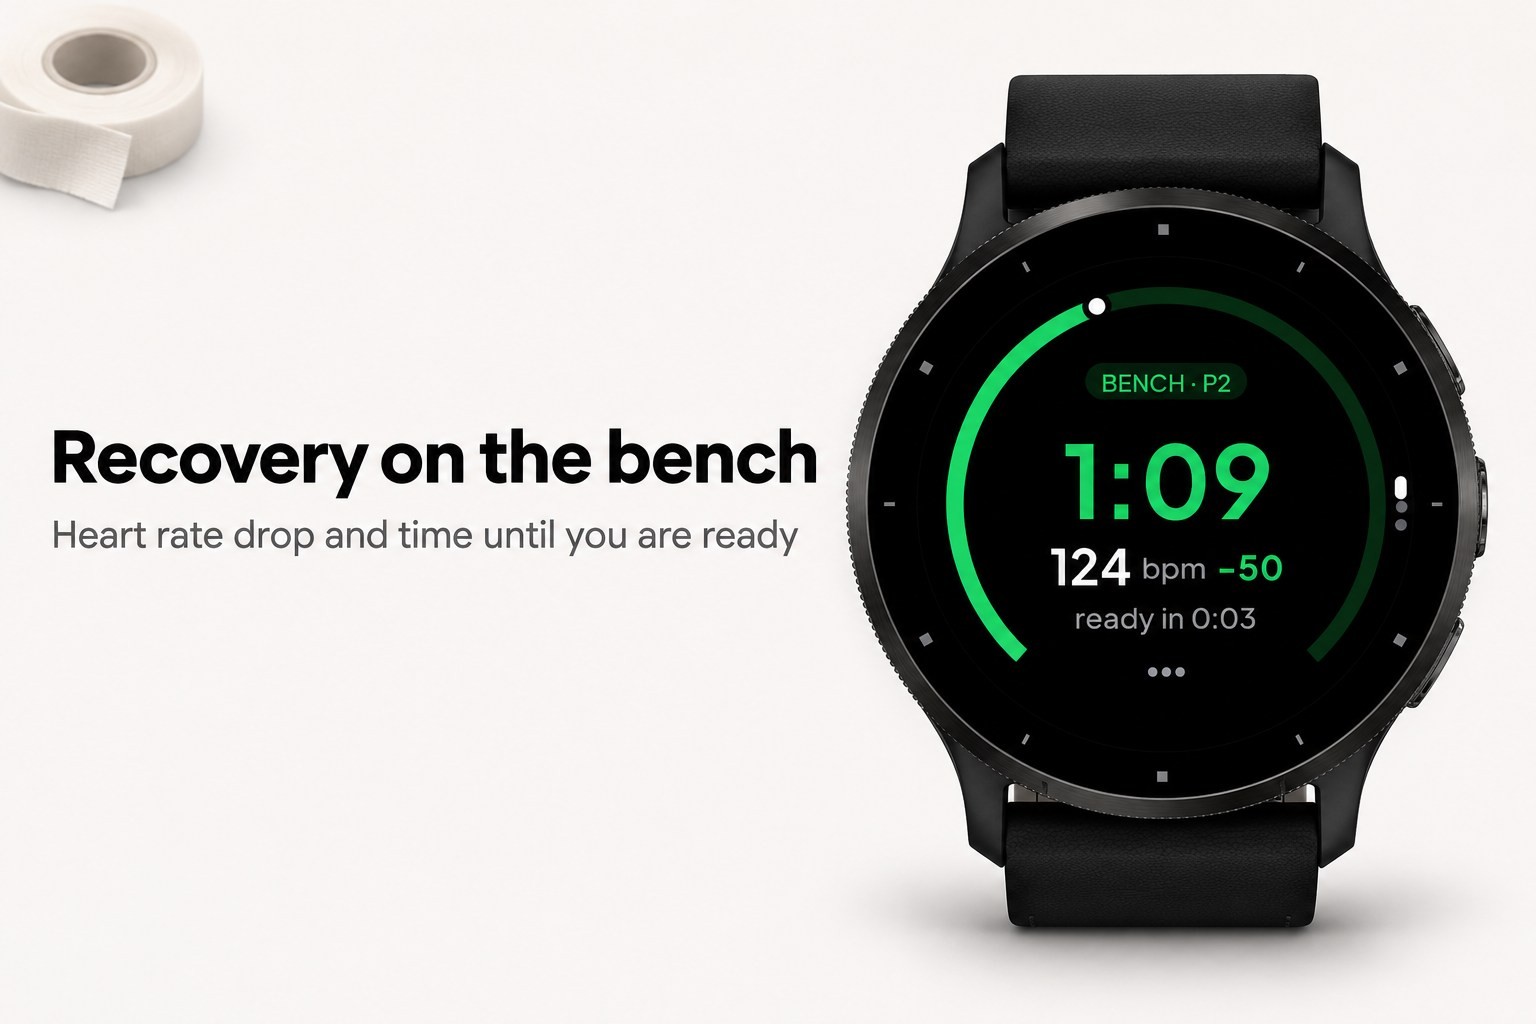 Recovery on the bench
Heart rate drop and time until you are ready
BENCH · P2
1:09
124 bpm -50
ready in 0:03